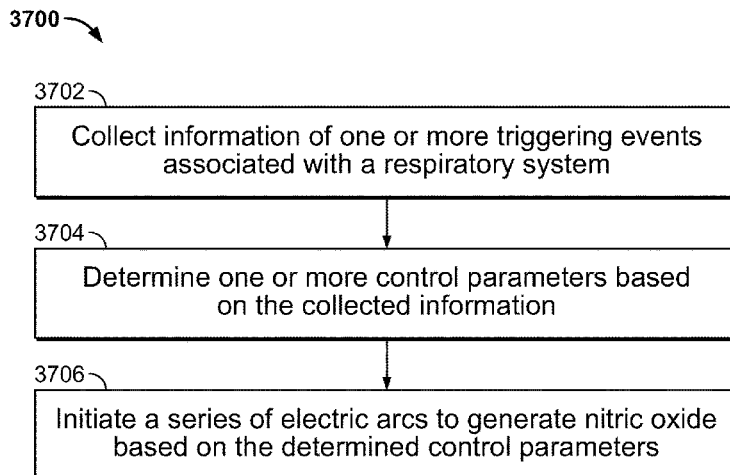 3700
3702
Collect information of one or more triggering events
associated with a respiratory system
3704
Determine one or more control parameters based
on the collected information
3706
Initiate a series of electric arcs to generate nitric oxide
based on the determined control parameters